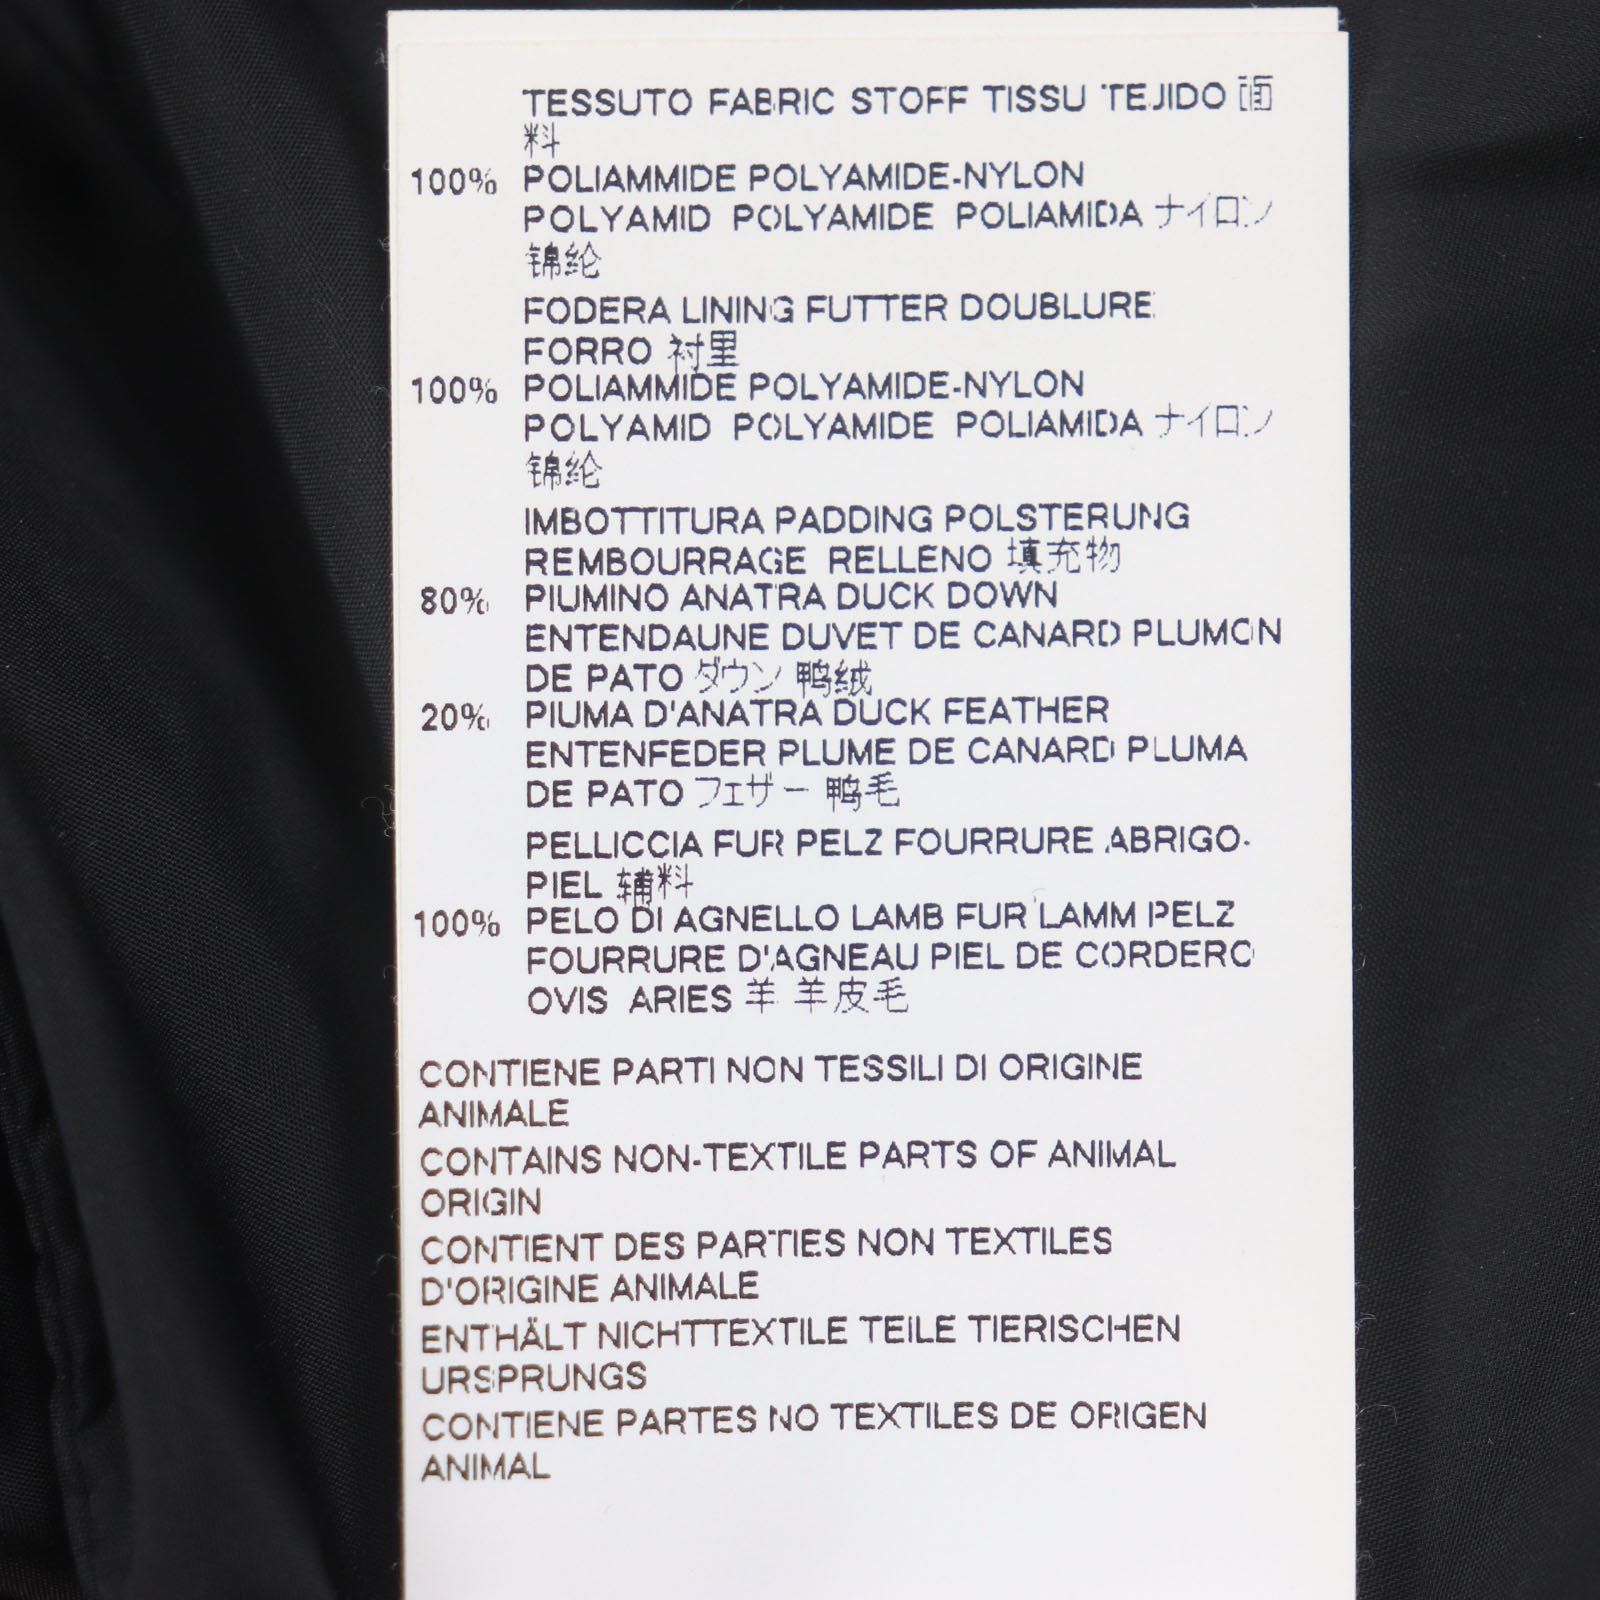 TESSUTO FABRIC STOFF TISSU TEJIDO 面
料
100% POLIAMMIDE POLYAMIDE-NYLON
POLYAMID POLYAMIDE POLIAMIDA ナイロン
锦纶
FODERA LINING FUTTER DOUBLURE
FORRO 衬里
100% POLIAMMIDE POLYAMIDE-NYLON
POLYAMID POLYAMIDE POLIAMIDA ナイロン
锦纶
IMBOTTITURA PADDING POLSTERUNG
REMBOURRAGE RELLENO 填充物
80% PIUMINO ANATRA DUCK DOWN
ENTENDAUNE DUVET DE CANARD PLUMON
DE PATO ダウン 鸭绒
20% PIUMA D'ANATRA DUCK FEATHER
ENTENFEDER PLUME DE CANARD PLUMA
DE PATO フェザー 鸭毛
PELLICCIA FUR PELZ FOURRURE ABRIGO-
PIEL 辅料
100% PELO DI AGNELLO LAMB FUR LAMM PELZ
FOURRURE D'AGNEAU PIEL DE CORDERO
OVIS ARIES 羊 羊皮毛
CONTIENE PARTI NON TESSILI DI ORIGINE
ANIMALE
CONTAINS NON-TEXTILE PARTS OF ANIMAL
ORIGIN
CONTIENT DES PARTIES NON TEXTILES
D'ORIGINE ANIMALE
ENTHÄLT NICHTTEXTILE TEILE TIERISCHEN
URSPRUNGS
CONTIENE PARTES NO TEXTILES DE ORIGEN
ANIMAL